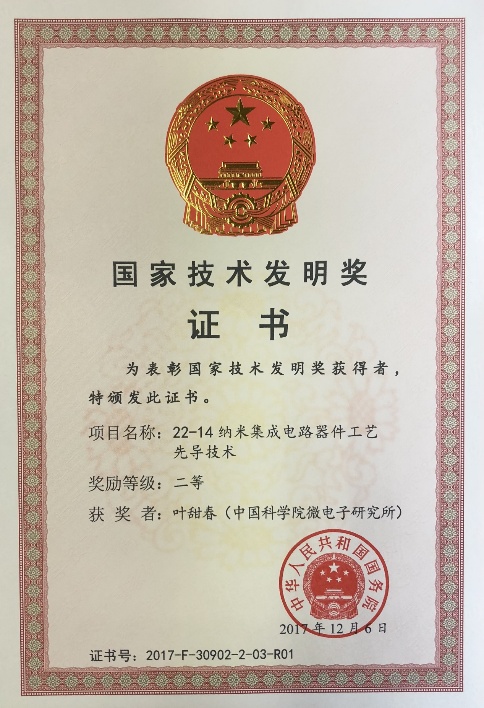 国家技术发明奖
证 书
为表彰国家技术发明奖获得者，
特颁发此证书。
项目名称：22-14纳米集成电路器件工艺
先导技术
奖励等级：二等
获 奖 者：叶甜春（中国科学院微电子研究所）
中华人民共和国国务院
2017年12月6日
证书号：2017-F-30902-2-03-R01